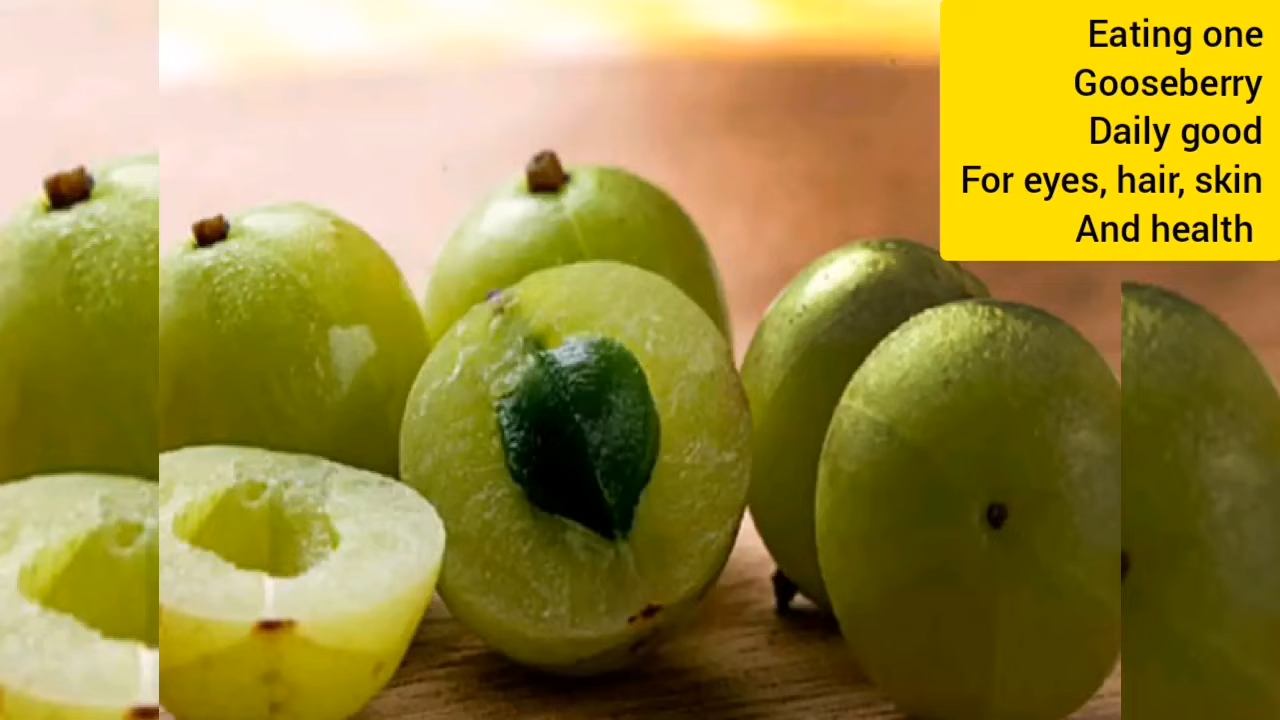 Eating one
Gooseberry
Daily good
For eyes, hair, skin
And health